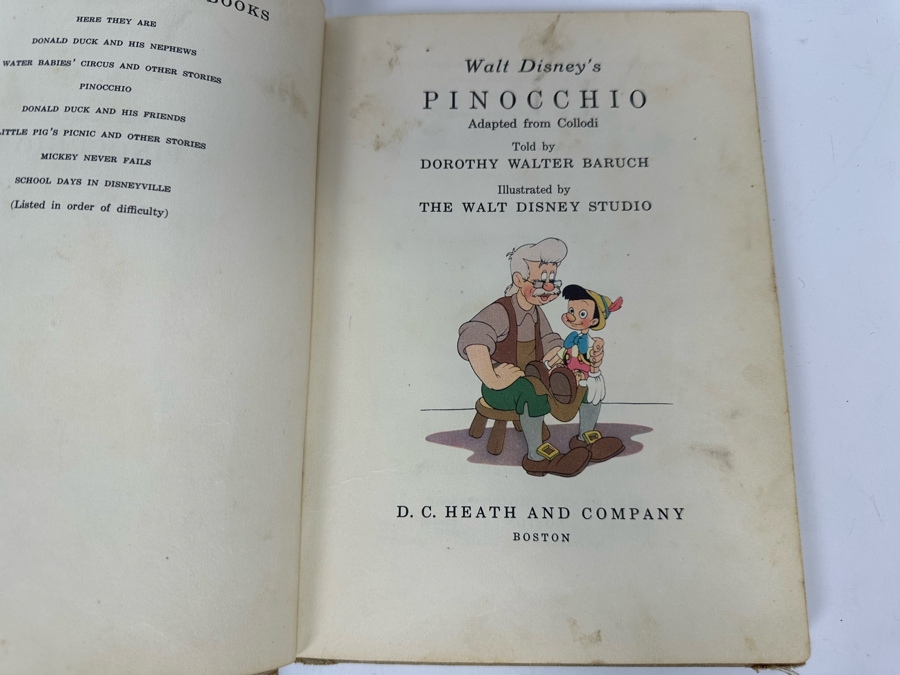 BOOKS
HERE THEY ARE
DONALD DUCK AND HIS NEPHEWS
WATER BABIES' CIRCUS AND OTHER STORIES
PINOCCHIO
DONALD DUCK AND HIS FRIENDS
LITTLE PIG'S PICNIC AND OTHER STORIES
MICKEY NEVER FAILS
SCHOOL DAYS IN DISNEYVILLE
(Listed in order of difficulty)
Walt Disney's
PINOCCHIO
Adapted from Collodi
Told by
DOROTHY WALTER BARUCH
Illustrated by
THE WALT DISNEY STUDIO
D. C. HEATH AND COMPANY
BOSTON